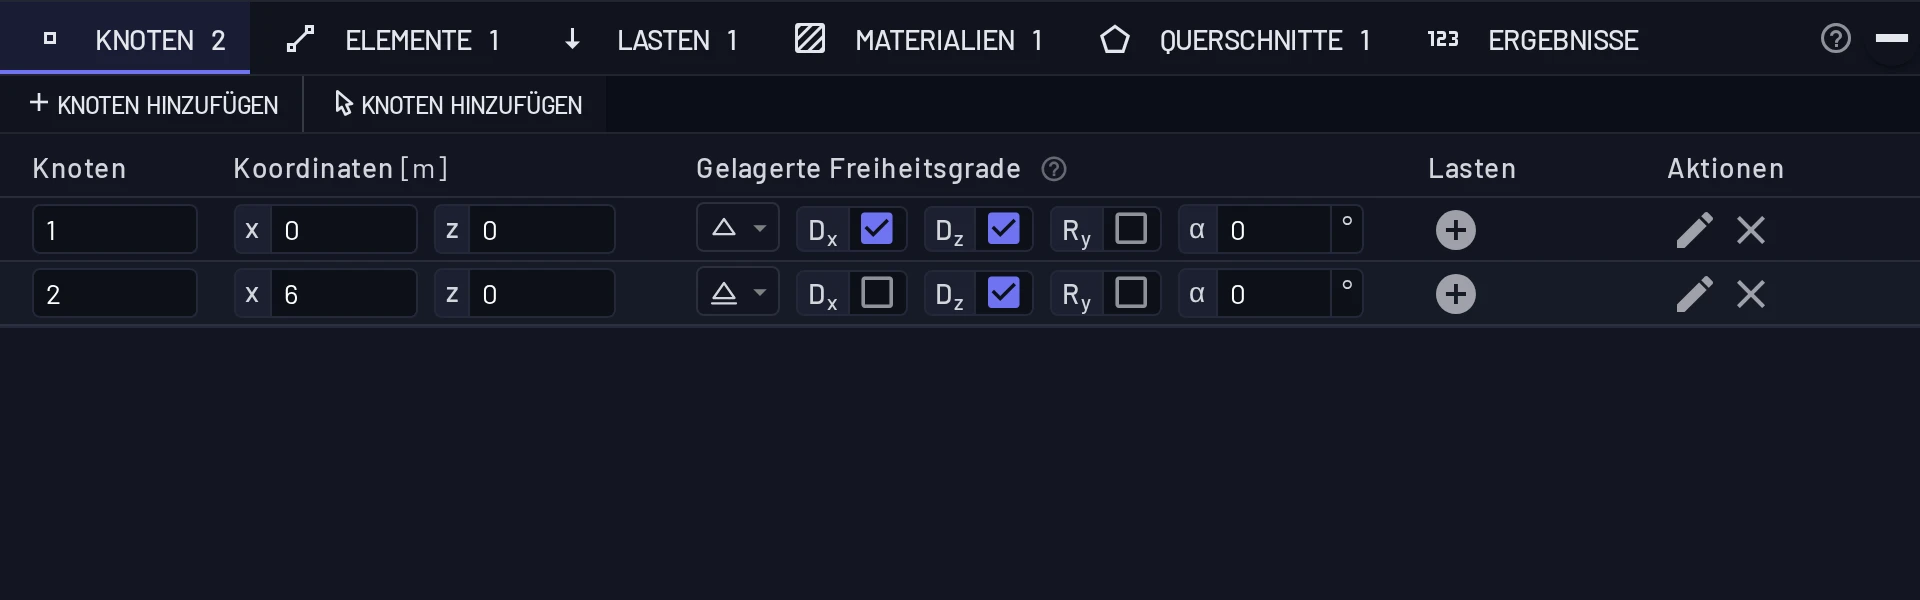 KNOTEN 2 ELEMENTE 1 LASTEN 1 MATERIALIEN 1 QUERSCHNITTE 1 123 ERGEBNISSE ?
+ KNOTEN HINZUFÜGEN KNOTEN HINZUFÜGEN
Knoten Koordinaten [m] Gelagerte Freiheitsgrade ? Lasten Aktionen
1 x 0 z 0 Dx Dz Ry α 0 °
2 x 6 z 0 Dx Dz Ry α 0 °